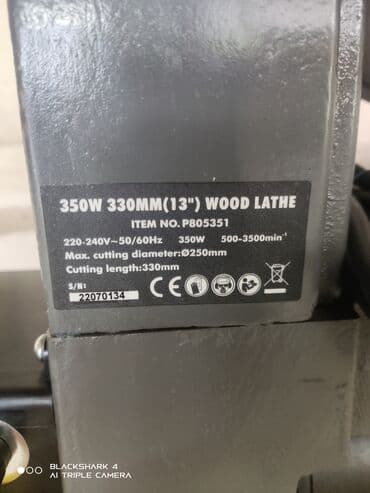 350W 330MM(13") WOOD LATHE
ITEM NO. P805351
220-240V~50/60Hz 350W 500-3500min⁻¹
Max. cutting diameter:Ø250mm
Cutting length:330mm
S/N: 22070134
CE
BLACKSHARK 4
AI TRIPLE CAMERA